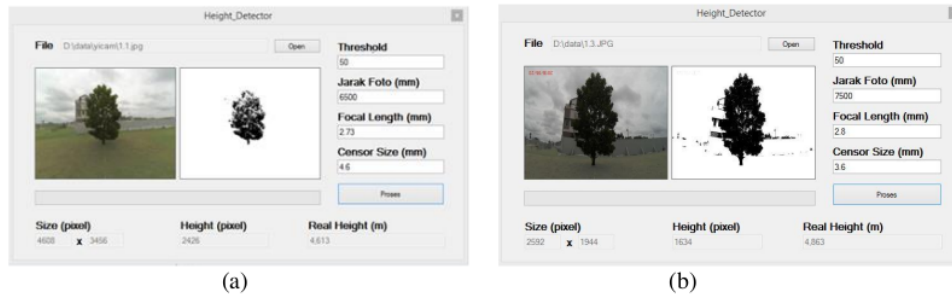 Height_Detector
File D:\data\yicam\1.1.jpg Open
Threshold
50
Jarak Foto (mm)
6500
Focal Length (mm)
2.73
Censor Size (mm)
4.6
Proses
Size (pixel) Height (pixel) Real Height (m)
4608 x 3456 2426 4,613
(a)
Height_Detector
File D:\data\1.3.JPG Open
Threshold
50
Jarak Foto (mm)
7500
Focal Length (mm)
2.8
Censor Size (mm)
3.6
Proses
Size (pixel) Height (pixel) Real Height (m)
2592 x 1944 1634 4,863
(b)